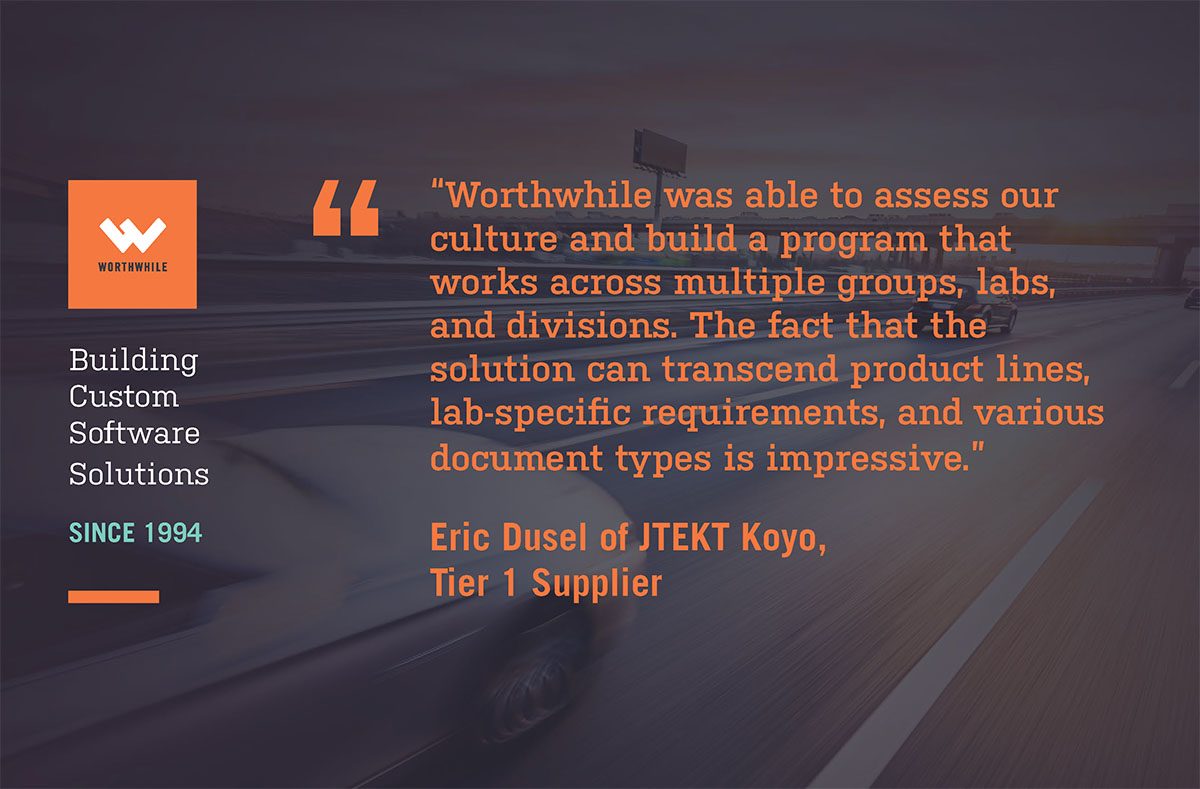 WORTHWHILE
Building
Custom
Software
Solutions
SINCE 1994
“
“Worthwhile was able to assess our
culture and build a program that
works across multiple groups, labs,
and divisions. The fact that the
solution can transcend product lines,
lab-specific requirements, and various
document types is impressive.”
Eric Dusel of JTEKT Koyo,
Tier 1 Supplier